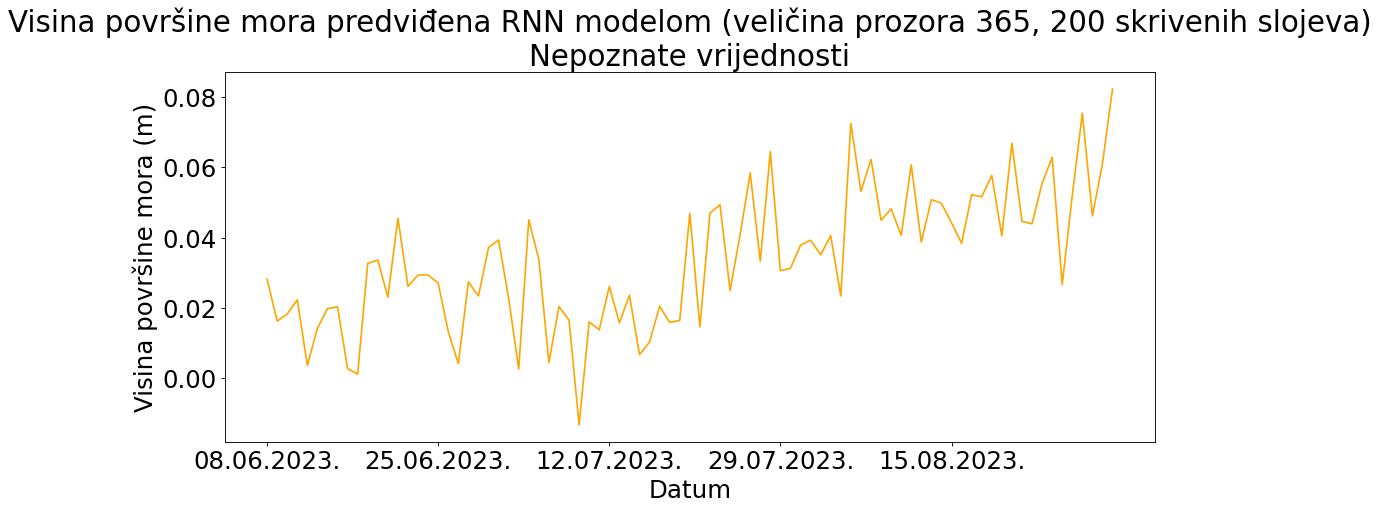 Visina površine mora predviđena RNN modelom (veličina prozora 365, 200 skrivenih slojeva)
Nepoznate vrijednosti
Visina površine mora (m)
0.08
0.06
0.04
0.02
0.00
08.06.2023. 25.06.2023. 12.07.2023. 29.07.2023. 15.08.2023.
Datum